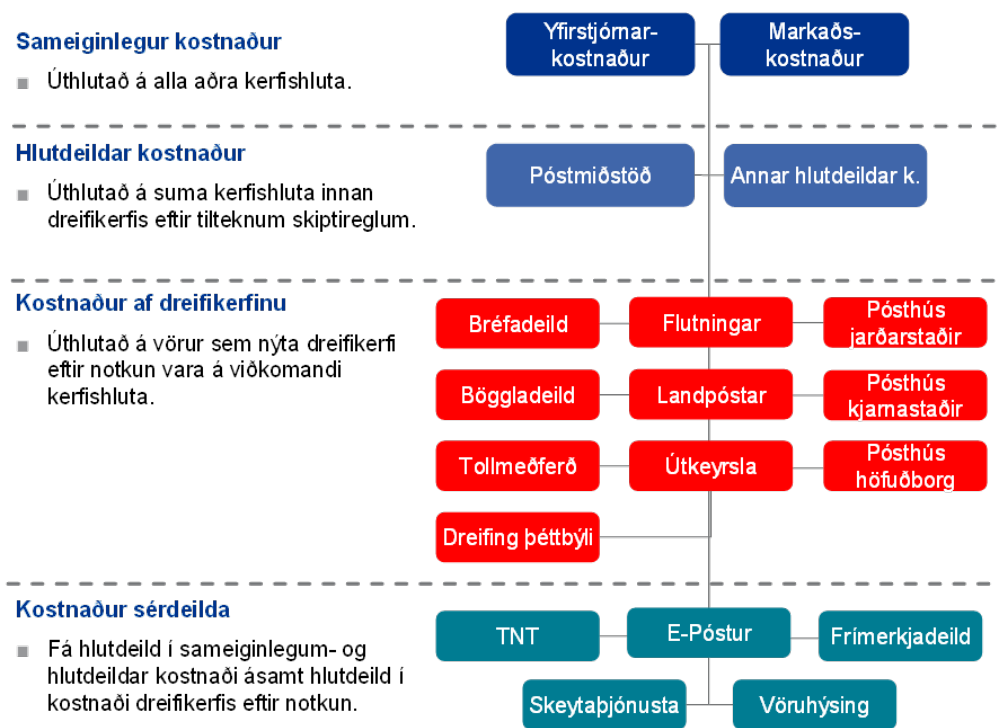 Sameiginlegur kostnaður
Úthlutað á alla aðra kerfishluta.
Yfirstjórnar-
kostnaður
Markaðs-
kostnaður
Hlutdeildar kostnaður
Úthlutað á suma kerfishluta innan
dreifikerfis eftir tilteknum skiptireglum.
Póstmiðstöð
Annar hlutdeildar k.
Kostnaður af dreifikerfinu
Úthlutað á vörur sem nýta dreifikerfi
eftir notkun vara á viðkomandi
kerfishluta.
Bréfadeild
Flutningar
Pósthús
jarðarstaðir
Böggladeild
Landpóstar
Pósthús
kjarnastaðir
Tollmeðferð
Útkeyrsla
Pósthús
höfuðborg
Dreifing þéttbýli
Kostnaður sérdeilda
Fá hlutdeild í sameiginlegum- og
hlutdeildar kostnaði ásamt hlutdeild í
kostnaði dreifikerfis eftir notkun.
TNT
E-Póstur
Frímerkjadeild
Skeytaþjónusta
Vöruhýsing